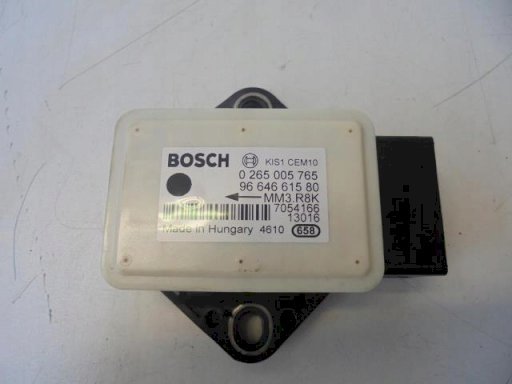 BOSCH KIS1 CEM10
0 265 005 765
96 646 615 80
MM3.R8K
7054166
13016
Made in Hungary 4610 658